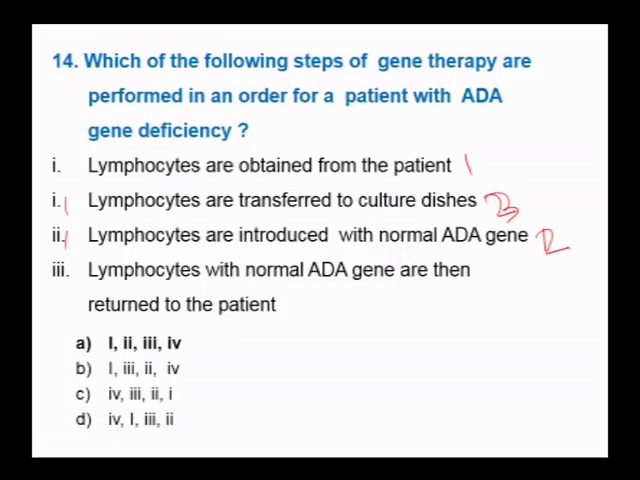 14. Which of the following steps of gene therapy are
performed in an order for a patient with ADA
gene deficiency ?
i. Lymphocytes are obtained from the patient 1
i. Lymphocytes are transferred to culture dishes
ii. Lymphocytes are introduced with normal ADA gene
iii. Lymphocytes with normal ADA gene are then
returned to the patient
a) I, ii, iii, iv
b) I, iii, ii, iv
c) iv, iii, ii, i
d) iv, I, iii, ii